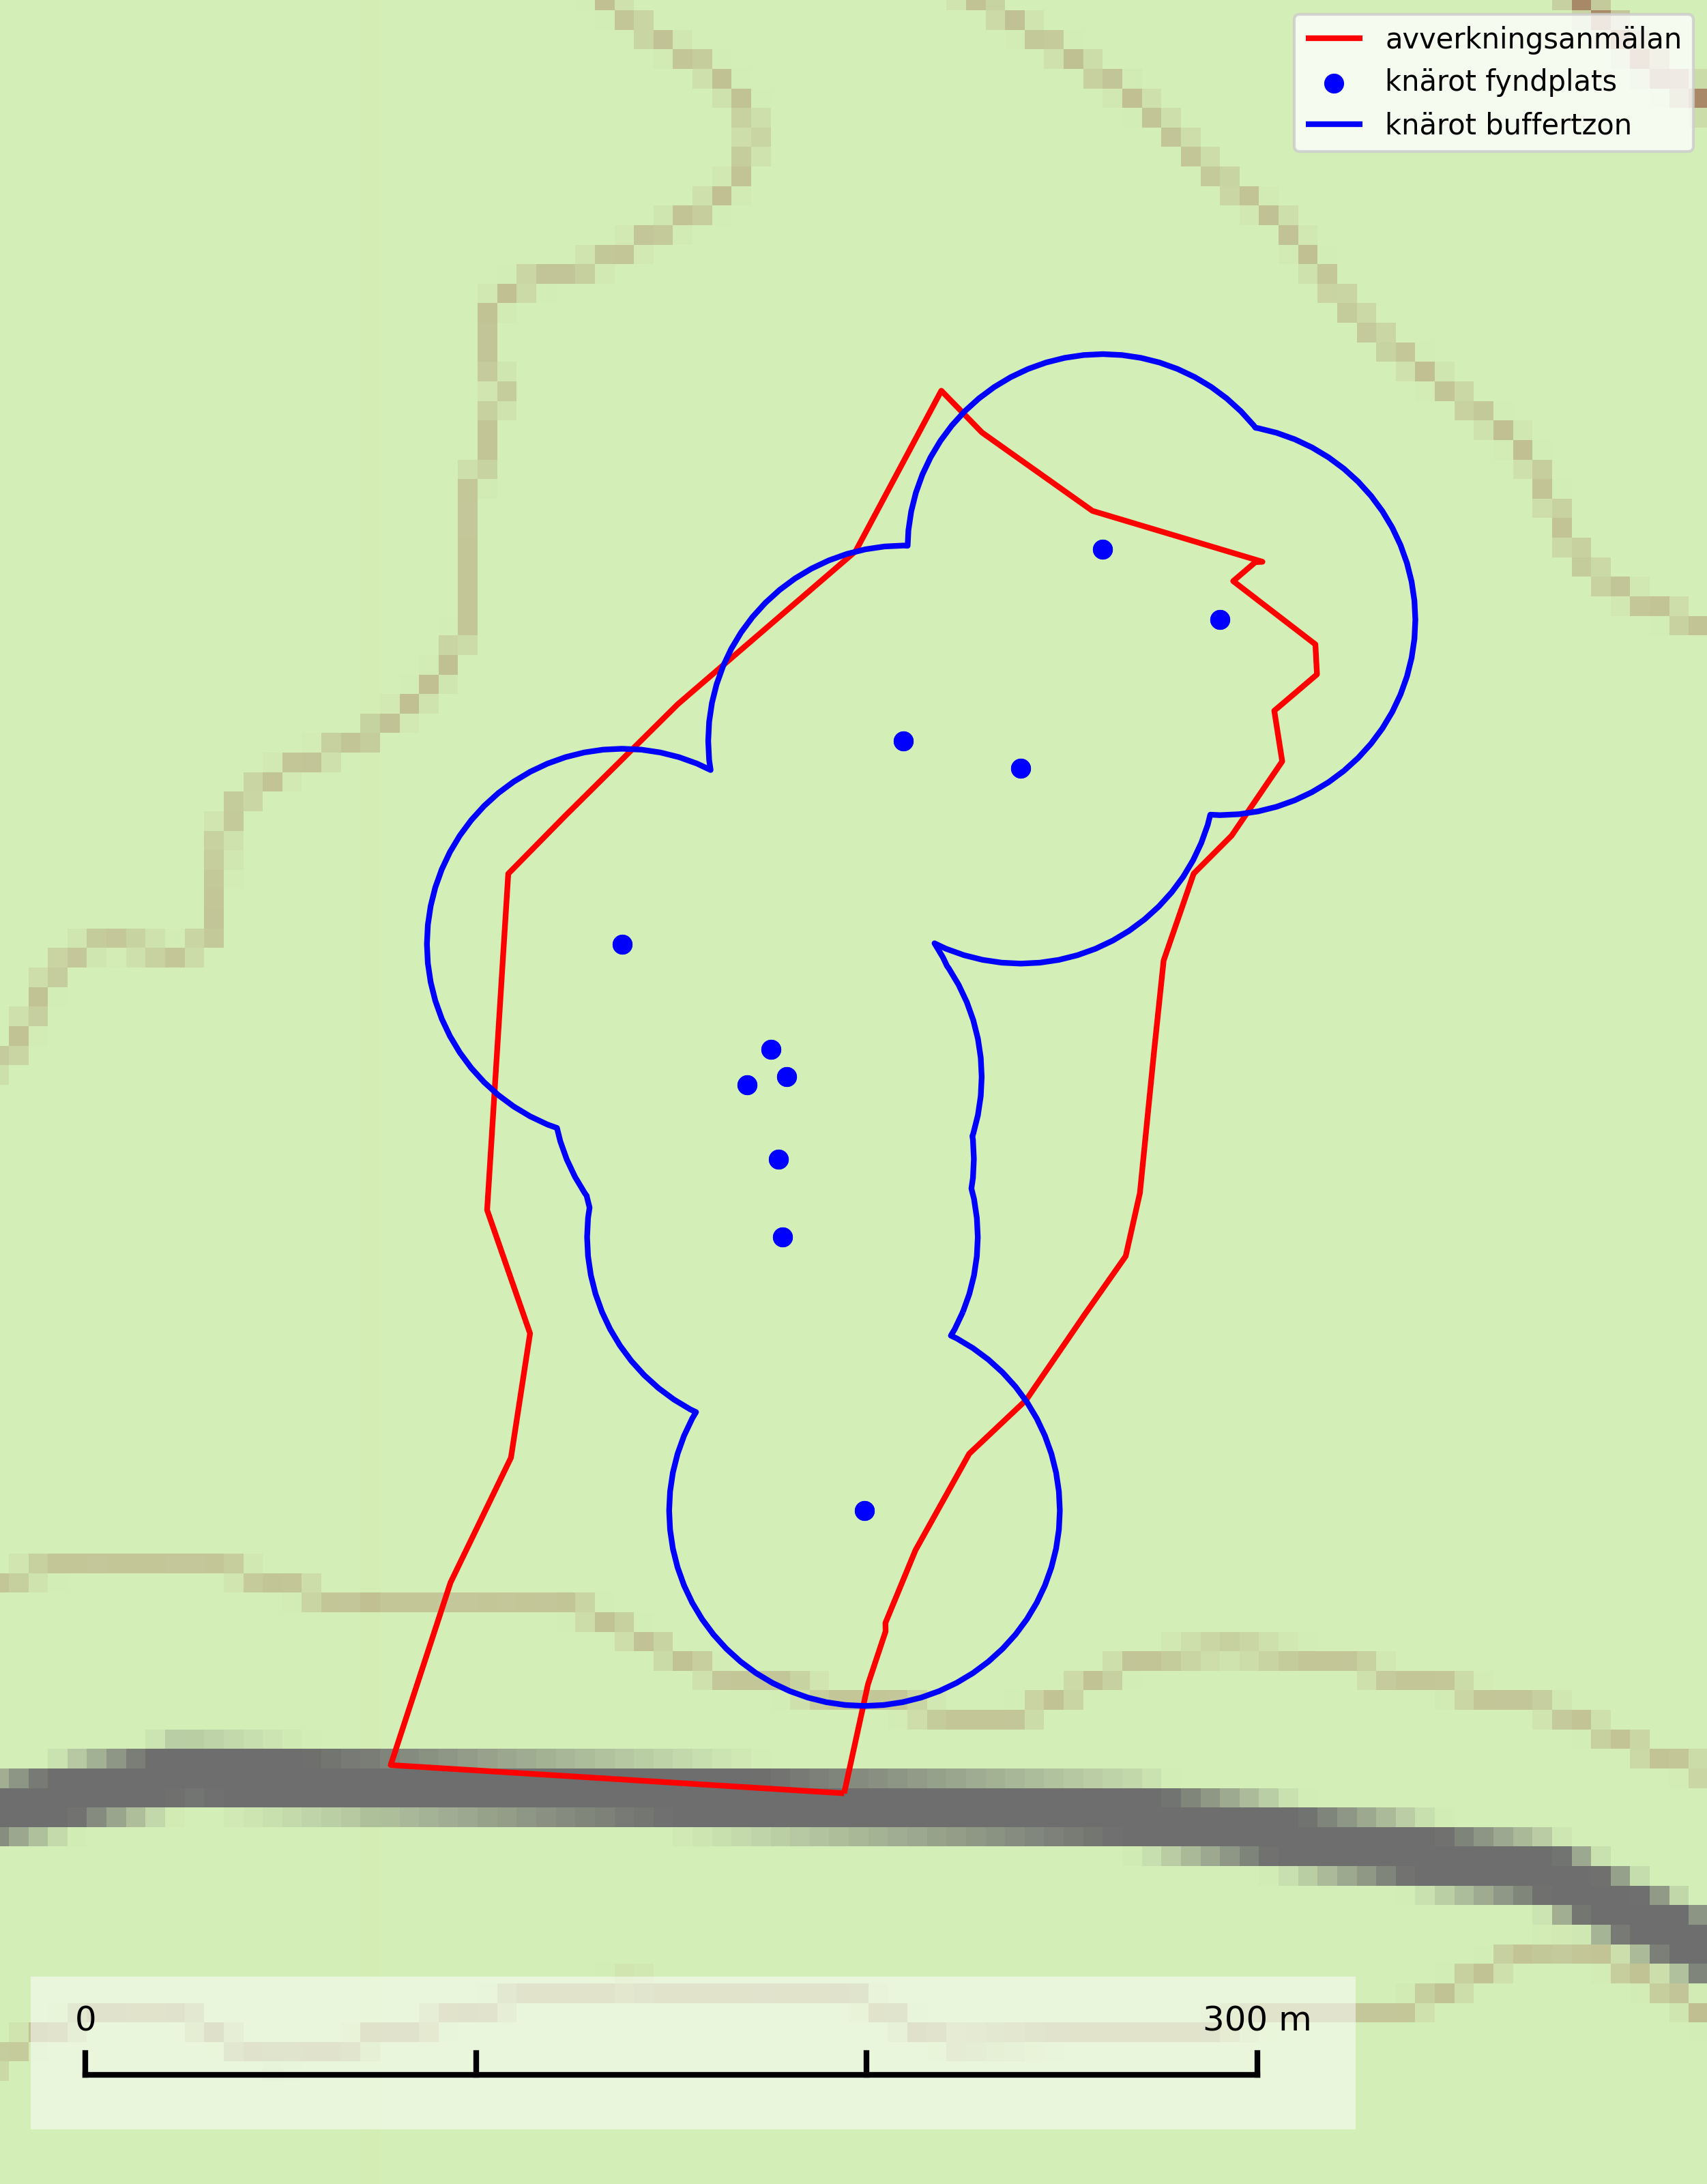 avverkningsanmälan
knärot fyndplats
knärot buffertzon
0
300 m